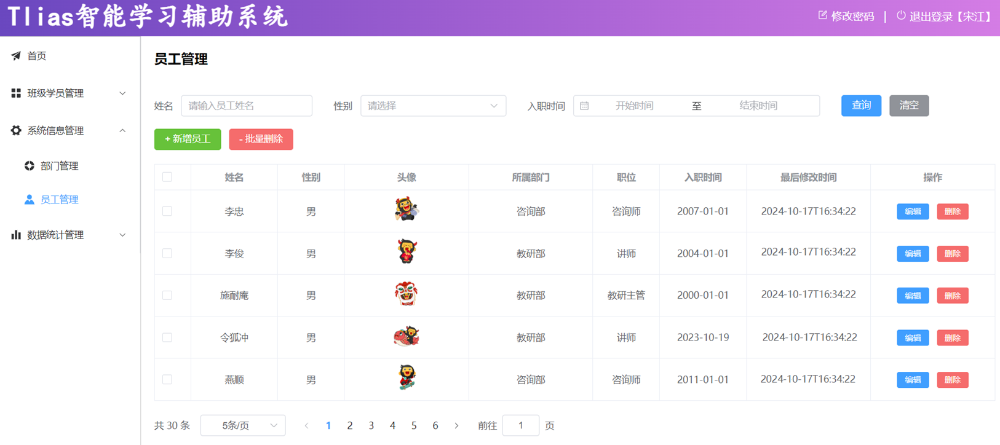 Tlias智能学习辅助系统
修改密码 | 退出登录【宋江】
首页
班级学员管理
系统信息管理
部门管理
员工管理
数据统计管理
员工管理
姓名 请输入员工姓名 性别 请选择 入职时间 开始时间 至 结束时间 查询 清空
+ 新增员工 - 批量删除
姓名 性别 头像 所属部门 职位 入职时间 最后修改时间 操作
李忠 男 咨询部 咨询师 2007-01-01 2024-10-17T16:34:22 编辑 删除
李俊 男 教研部 讲师 2004-01-01 2024-10-17T16:34:22 编辑 删除
施耐庵 男 教研部 教研主管 2000-01-01 2024-10-17T16:34:22 编辑 删除
令狐冲 男 教研部 讲师 2023-10-19 2024-10-17T16:34:22 编辑 删除
燕顺 男 咨询部 咨询师 2011-01-01 2024-10-17T16:34:22 编辑 删除
共 30 条 5条/页 1 2 3 4 5 6 前往 1 页